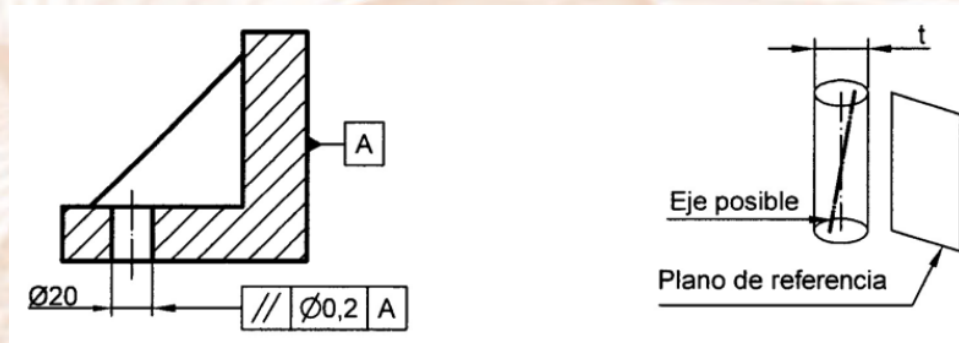 A
Ø20
// Ø0,2 A
t
Eje posible
Plano de referencia